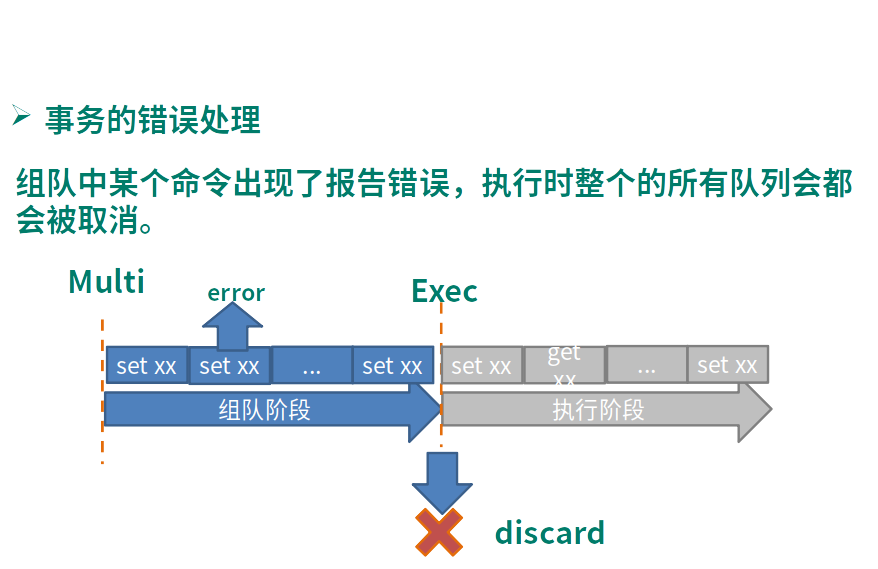 事务的错误处理
组队中某个命令出现了报告错误，执行时整个的所有队列会都
会被取消。
Multi
error
Exec
set xx
set xx
...
set xx
set xx
get
xx
...
set xx
组队阶段
执行阶段
discard